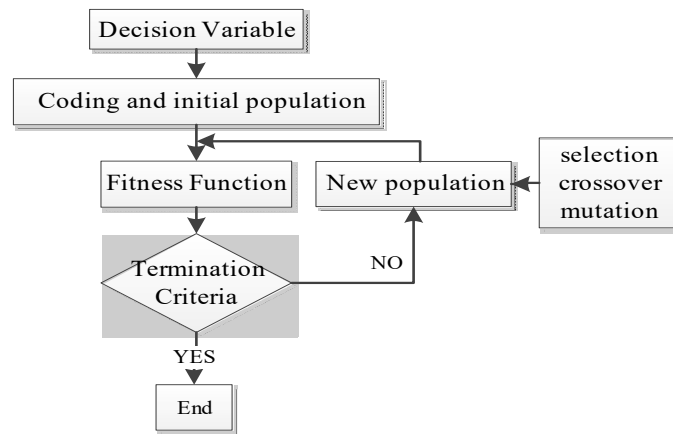 Decision Variable
Coding and initial population
Fitness Function
New population
selection
crossover
mutation
Termination
Criteria
NO
YES
End